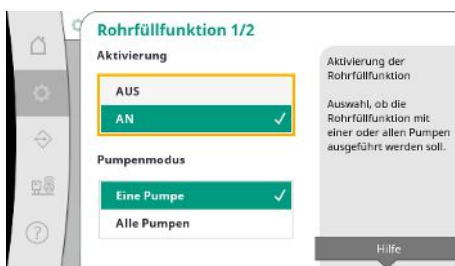 Rohrfüllfunktion 1/2
Aktivierung
AUS
AN
Pumpenmodus
Eine Pumpe
Alle Pumpen
Aktivierung der
Rohrfüllfunktion
Auswahl, ob die
Rohrfüllfunktion mit
einer oder allen Pumpen
ausgeführt werden soll.
Hilfe